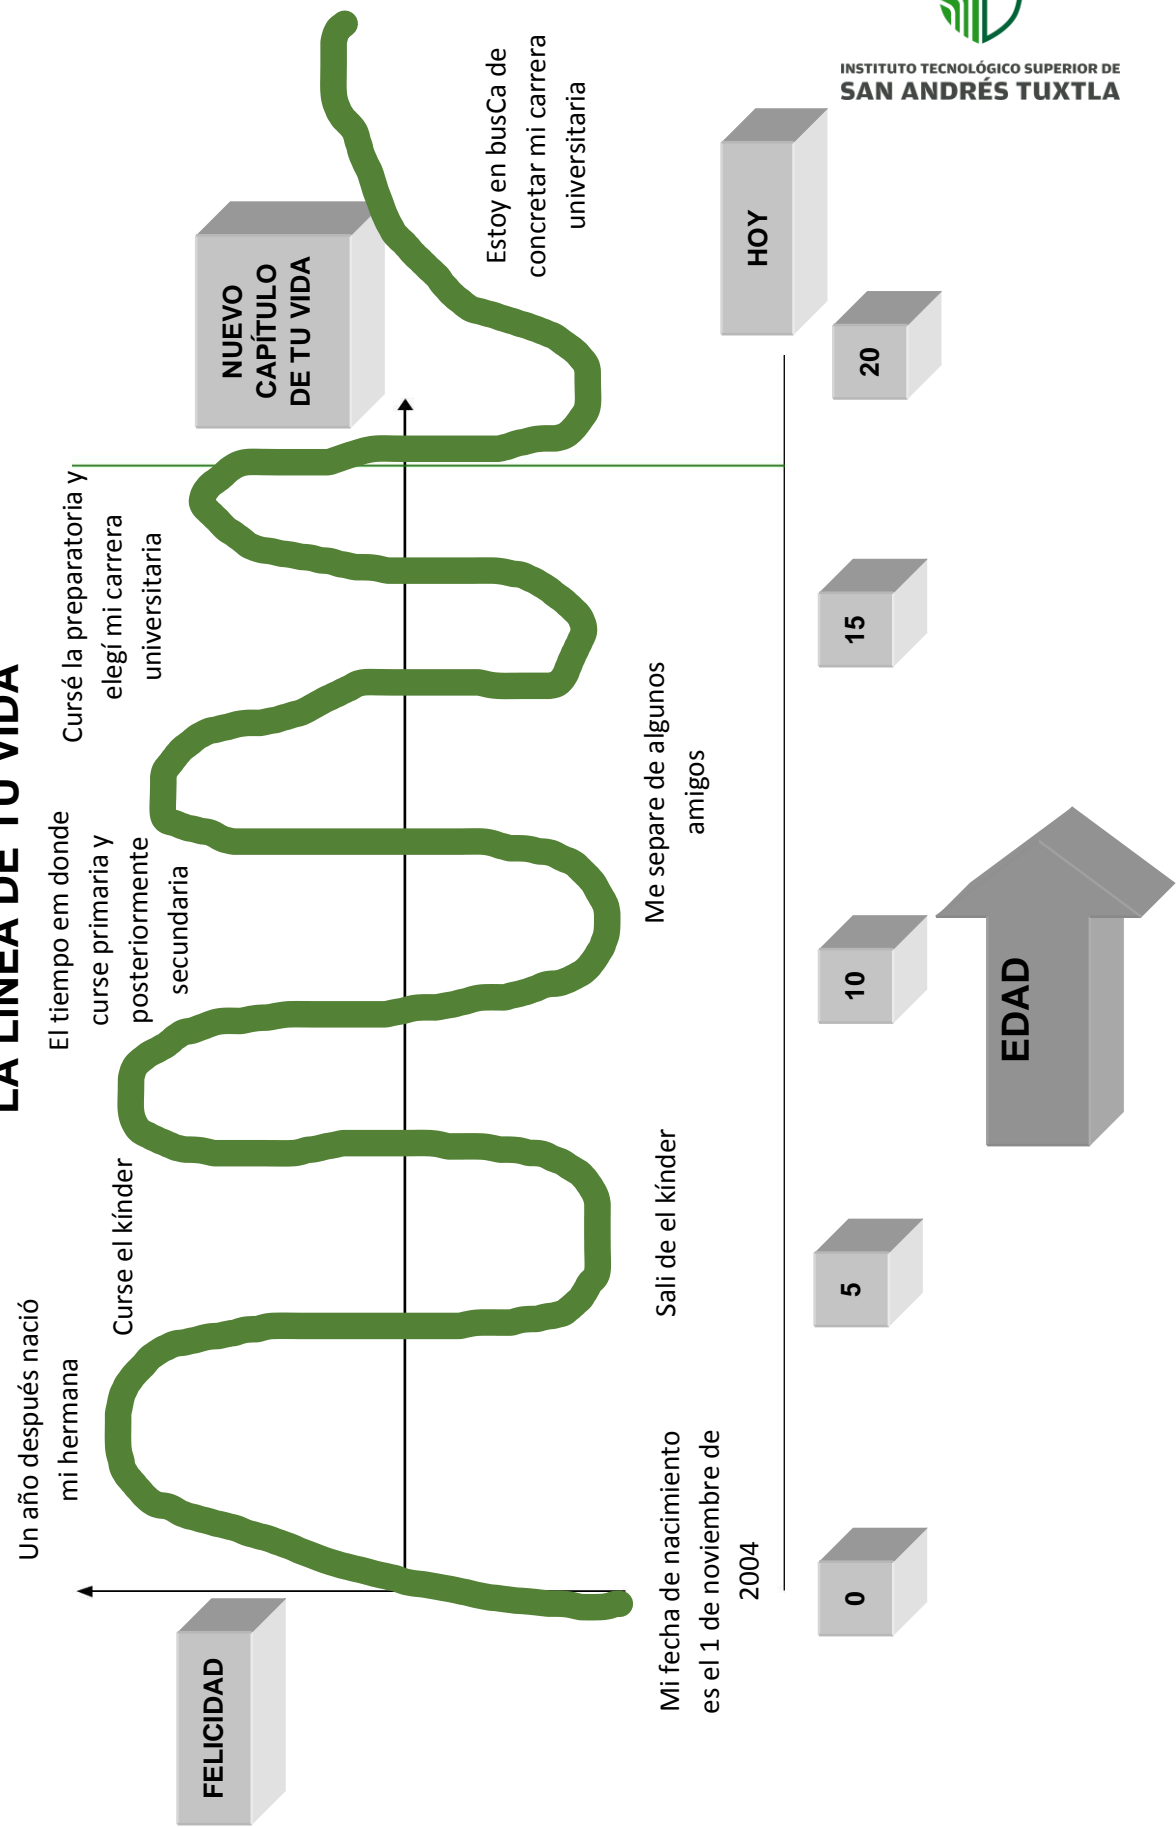 LA LINEA DE TU VIDA
FELICIDAD
Un año después nació
mi hermana
Curse el kínder
El tiempo em donde
curse primaria y
posteriormente
secundaria
Cursé la preparatoria y
elegí mi carrera
universitaria
NUEVO
CAPÍTULO
DE TU VIDA
Estoy en busCa de
concretar mi carrera
universitaria
Mi fecha de nacimiento
es el 1 de noviembre de
2004
Sali de el kínder
Me separe de algunos
amigos
HOY
0
5
10
15
20
EDAD
INSTITUTO TECNOLÓGICO SUPERIOR DE
SAN ANDRÉS TUXTLA